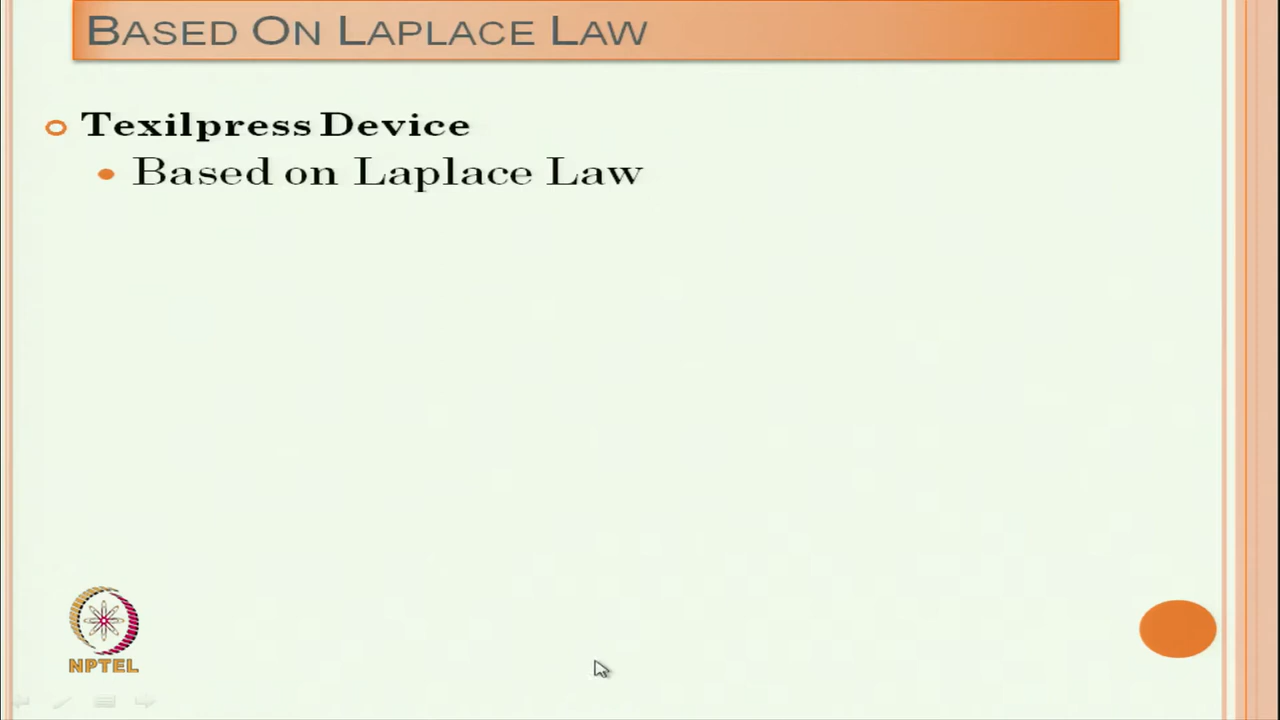 BASED ON LAPLACE LAW
Texilpress Device
Based on Laplace Law
NPTEL